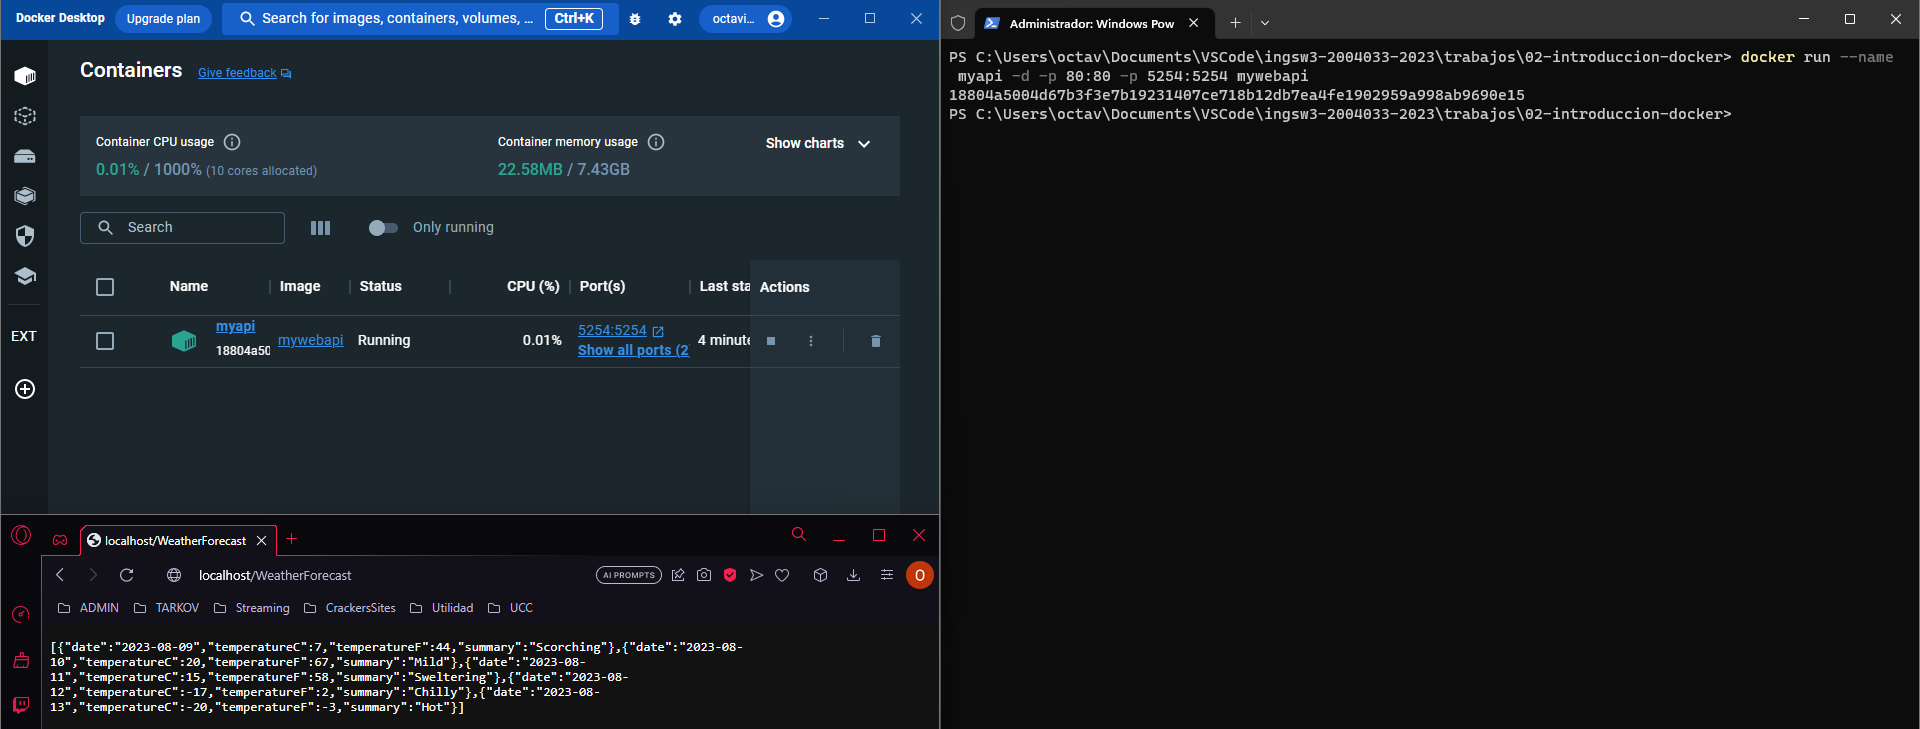 Docker Desktop
Upgrade plan
Search for images, containers, volumes, ...
Ctrl+K
octavi...
Containers
Give feedback
Container CPU usage
0.01% / 1000% (10 cores allocated)
Container memory usage
22.58MB / 7.43GB
Show charts
Search
Only running
Name Image Status CPU (%) Port(s) Last sta Actions
myapi
18804a50
mywebapi
Running
0.01%
5254:5254
Show all ports (2
4 minute
EXT
localhost/WeatherForecast
localhost/WeatherForecast
AI PROMPTS
O
ADMIN TARKOV Streaming CrackersSites Utilidad UCC
[{"date":"2023-08-09","temperatureC":7,"temperatureF":44,"summary":"Scorching"},{"date":"2023-08-
10","temperatureC":20,"temperatureF":67,"summary":"Mild"},{"date":"2023-08-
11","temperatureC":15,"temperatureF":58,"summary":"Sweltering"},{"date":"2023-08-
12","temperatureC":-17,"temperatureF":2,"summary":"Chilly"},{"date":"2023-08-
13","temperatureC":-20,"temperatureF":-3,"summary":"Hot"}]
Administrador: Windows Pow
PS C:\Users\octav\Documents\VSCode\ingsw3-2004033-2023\trabajos\02-introduccion-docker> docker run --name
myapi -d -p 80:80 -p 5254:5254 mywebapi
18804a5004d67b3f3e7b19231407ce718b12db7ea4fe1902959a998ab9690e15
PS C:\Users\octav\Documents\VSCode\ingsw3-2004033-2023\trabajos\02-introduccion-docker>